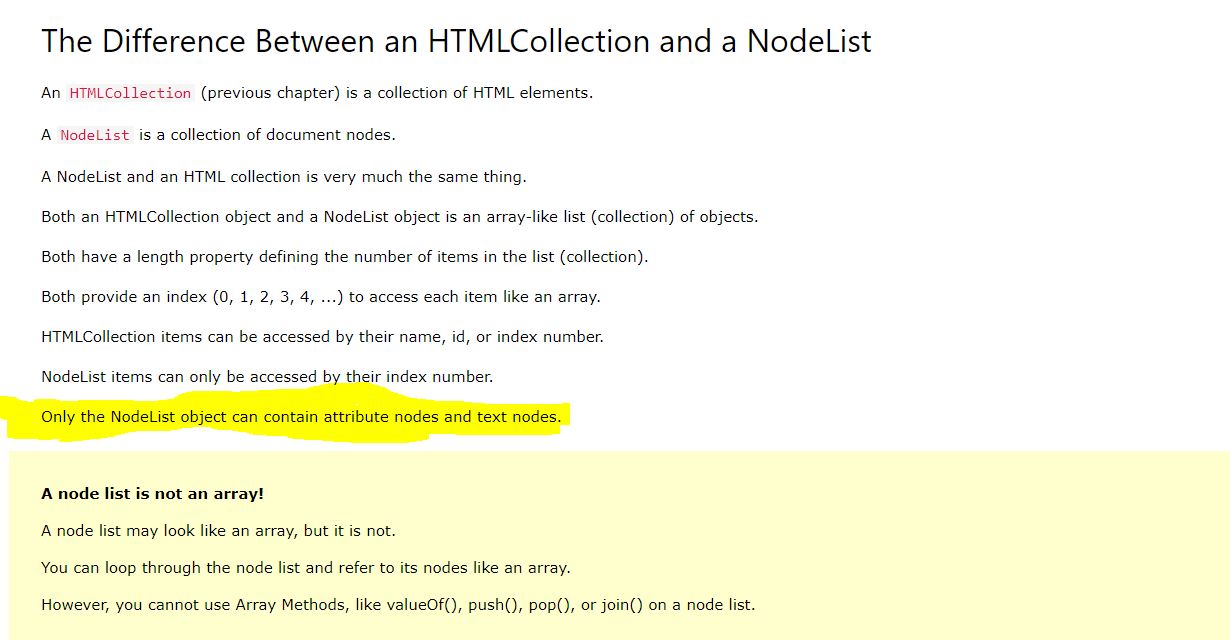 The Difference Between an HTMLCollection and a NodeList
An HTMLCollection (previous chapter) is a collection of HTML elements.
A NodeList is a collection of document nodes.
A NodeList and an HTML collection is very much the same thing.
Both an HTMLCollection object and a NodeList object is an array-like list (collection) of objects.
Both have a length property defining the number of items in the list (collection).
Both provide an index (0, 1, 2, 3, 4, ...) to access each item like an array.
HTMLCollection items can be accessed by their name, id, or index number.
NodeList items can only be accessed by their index number.
Only the NodeList object can contain attribute nodes and text nodes.
A node list is not an array!
A node list may look like an array, but it is not.
You can loop through the node list and refer to its nodes like an array.
However, you cannot use Array Methods, like valueOf(), push(), pop(), or join() on a node list.